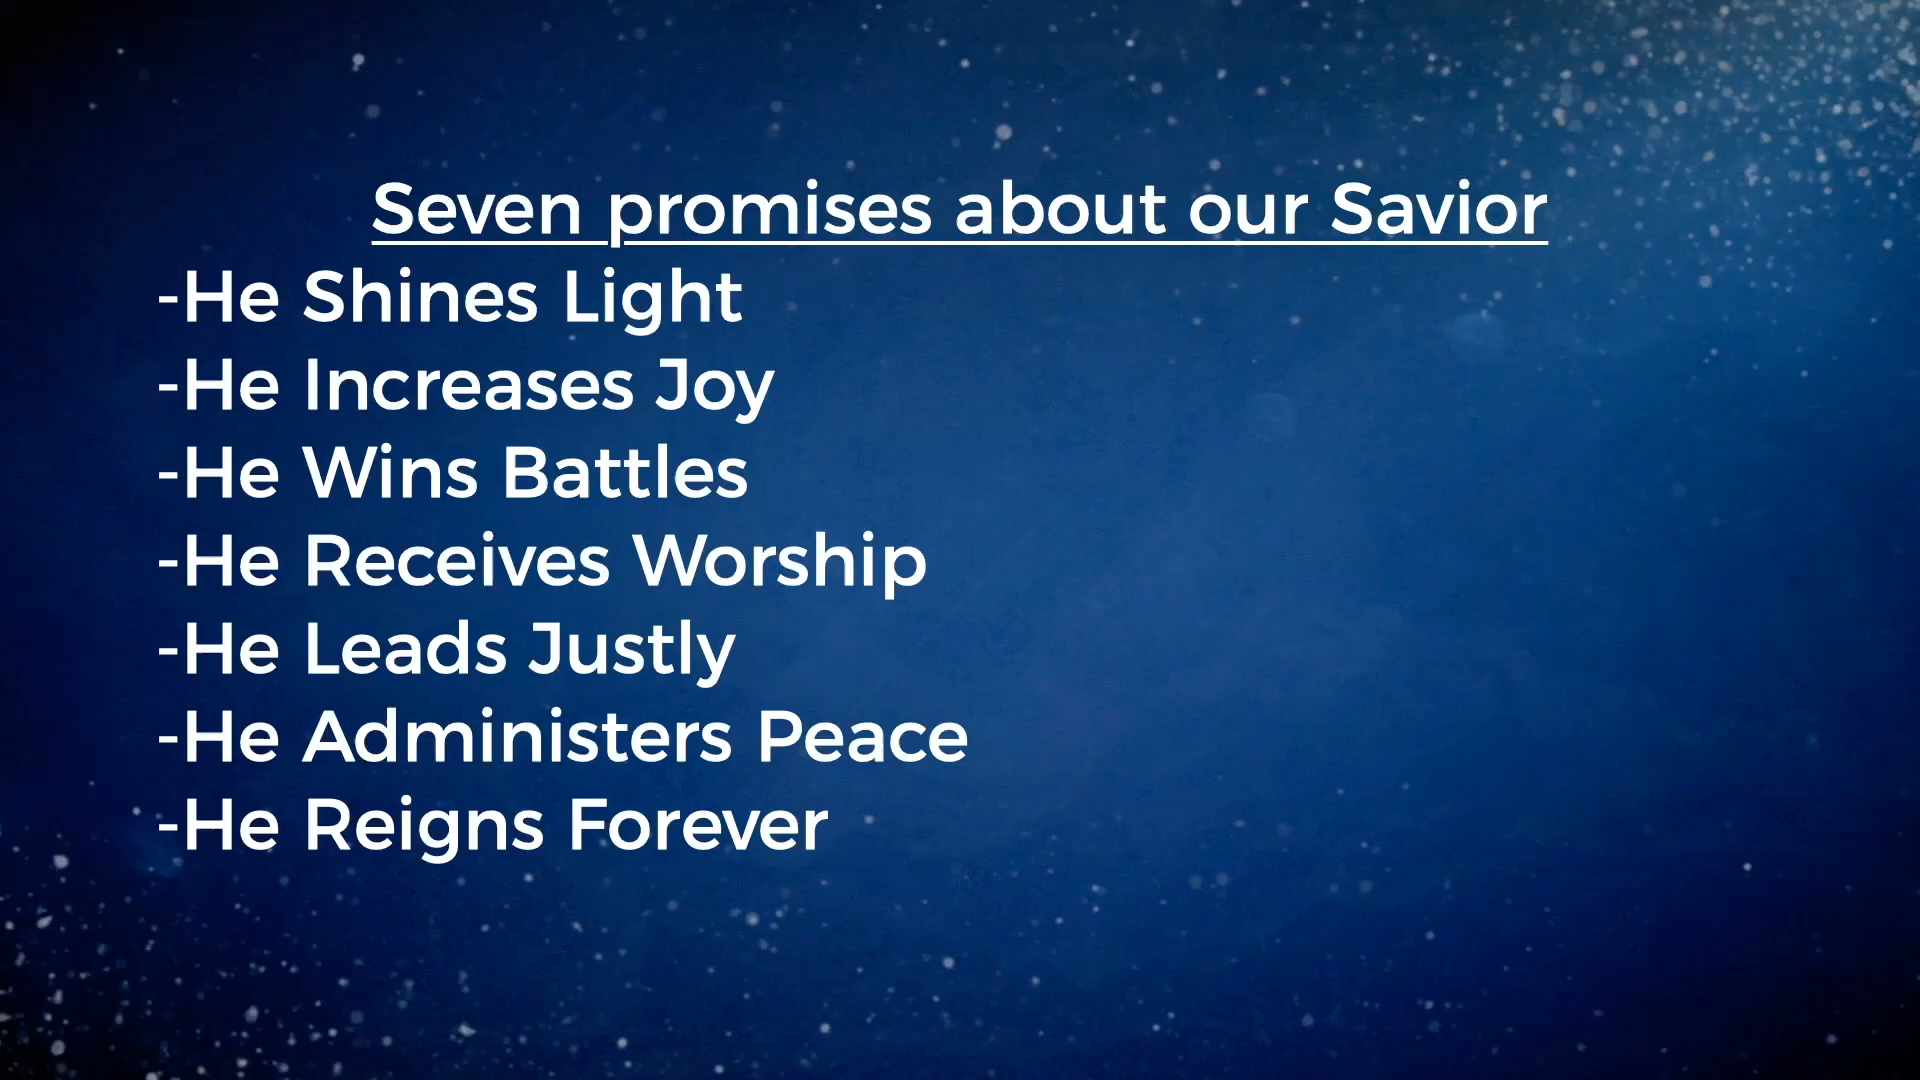 Seven promises about our Savior
-He Shines Light
-He Increases Joy
-He Wins Battles
-He Receives Worship
-He Leads Justly
-He Administers Peace
-He Reigns Forever